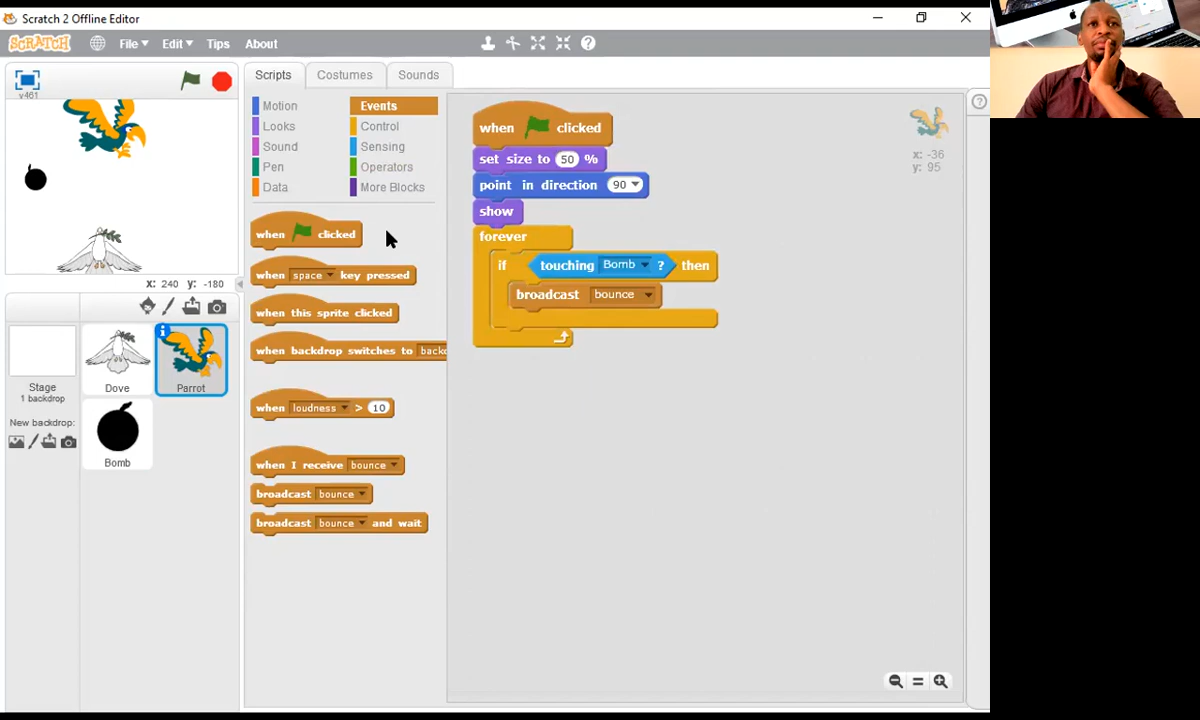 Scratch 2 Offline Editor
SCRATCH File Edit Tips About
v461
x: 240 y: -180
Dove
Parrot
Stage
1 backdrop
New backdrop:
Bomb
Scripts Costumes Sounds
Motion Events
Looks Control
Sound Sensing
Pen Operators
Data More Blocks
when clicked
when space key pressed
when this sprite clicked
when backdrop switches to
when loudness > 10
when I receive bounce
broadcast bounce
broadcast bounce and wait
when clicked
set size to 50 %
point in direction 90
show
forever
if touching Bomb ? then
broadcast bounce
x: -36
y: 95